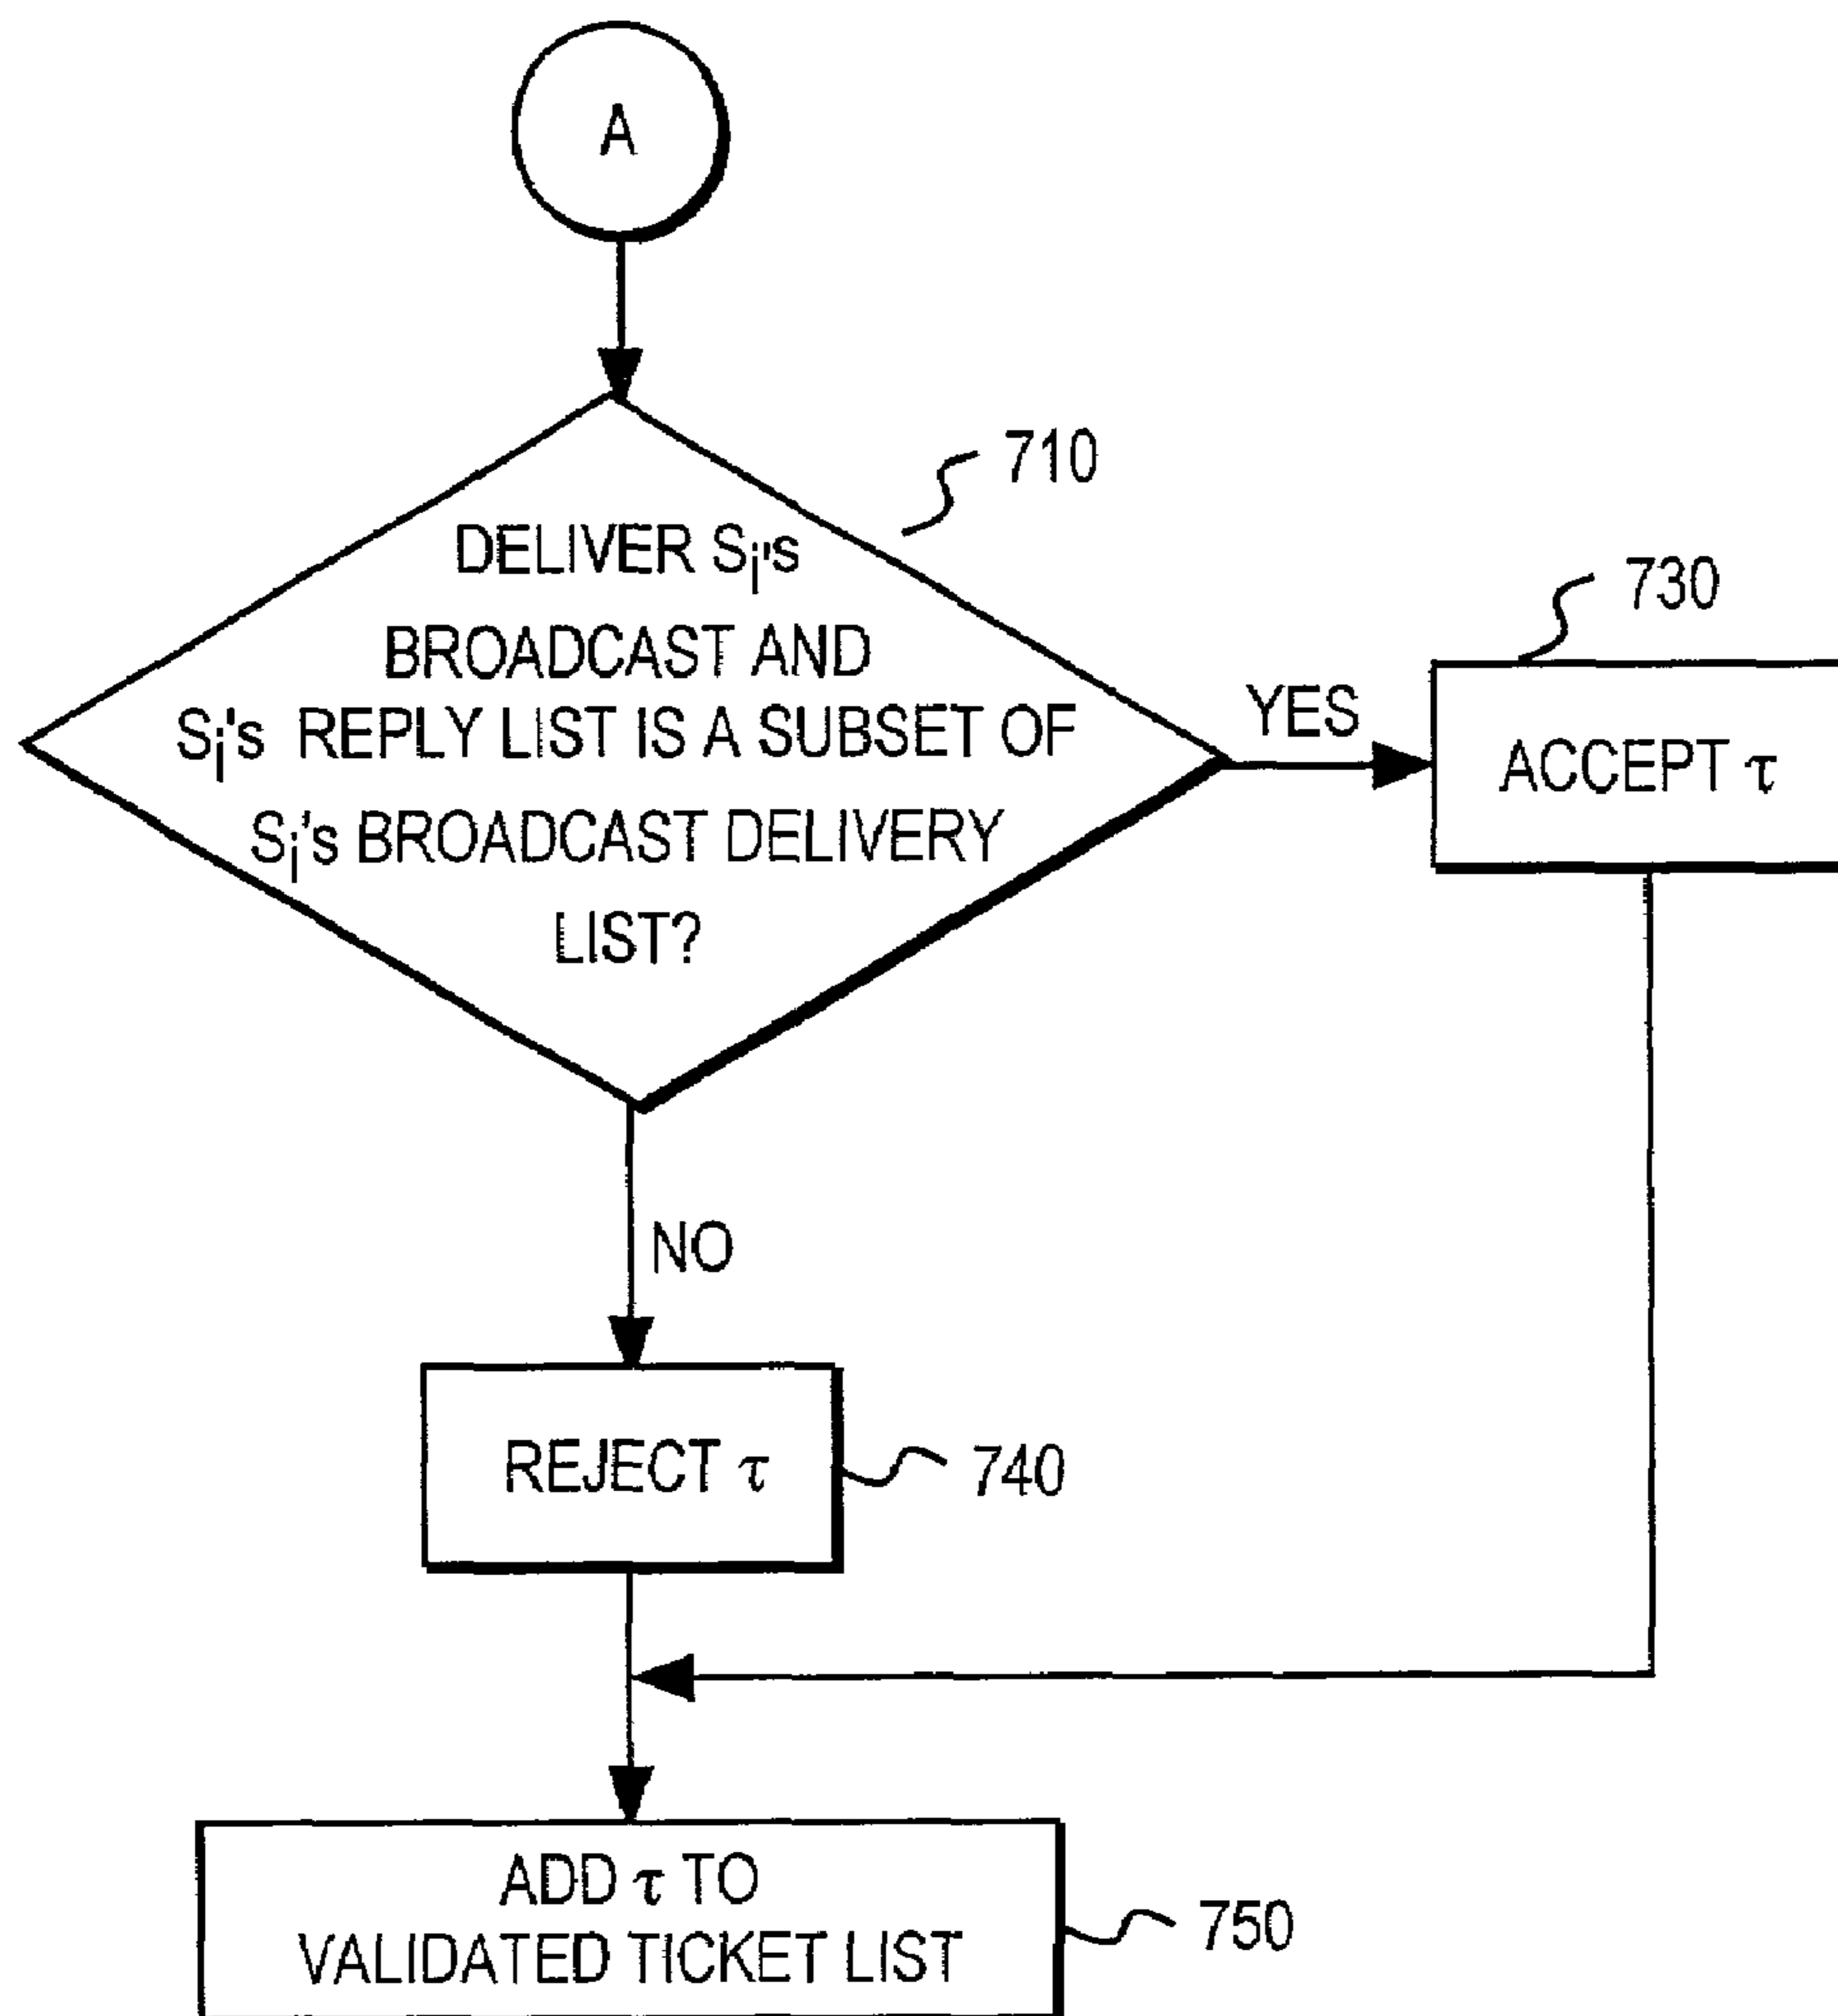 A
710
DELIVER Sᵢ's
BROADCAST AND
Sᵢ's REPLY LIST IS A SUBSET OF
Sᵢ's BROADCAST DELIVERY
LIST?
YES
730
ACCEPT τ
NO
REJECT τ
740
ADD τ TO
VALIDATED TICKET LIST
750